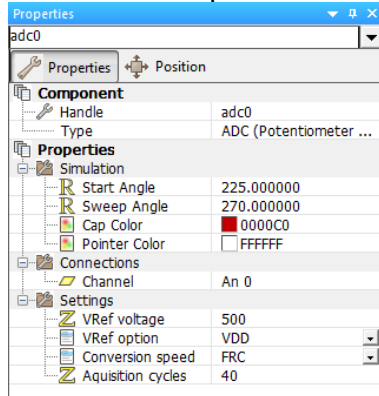 Properties
adc0
Properties Position
Component
Handle adc0
Type ADC (Potentiometer ...
Properties
Simulation
Start Angle 225.000000
Sweep Angle 270.000000
Cap Color 0000C0
Pointer Color FFFFFF
Connections
Channel An 0
Settings
VRef voltage 500
VRef option VDD
Conversion speed FRC
Aquisition cycles 40